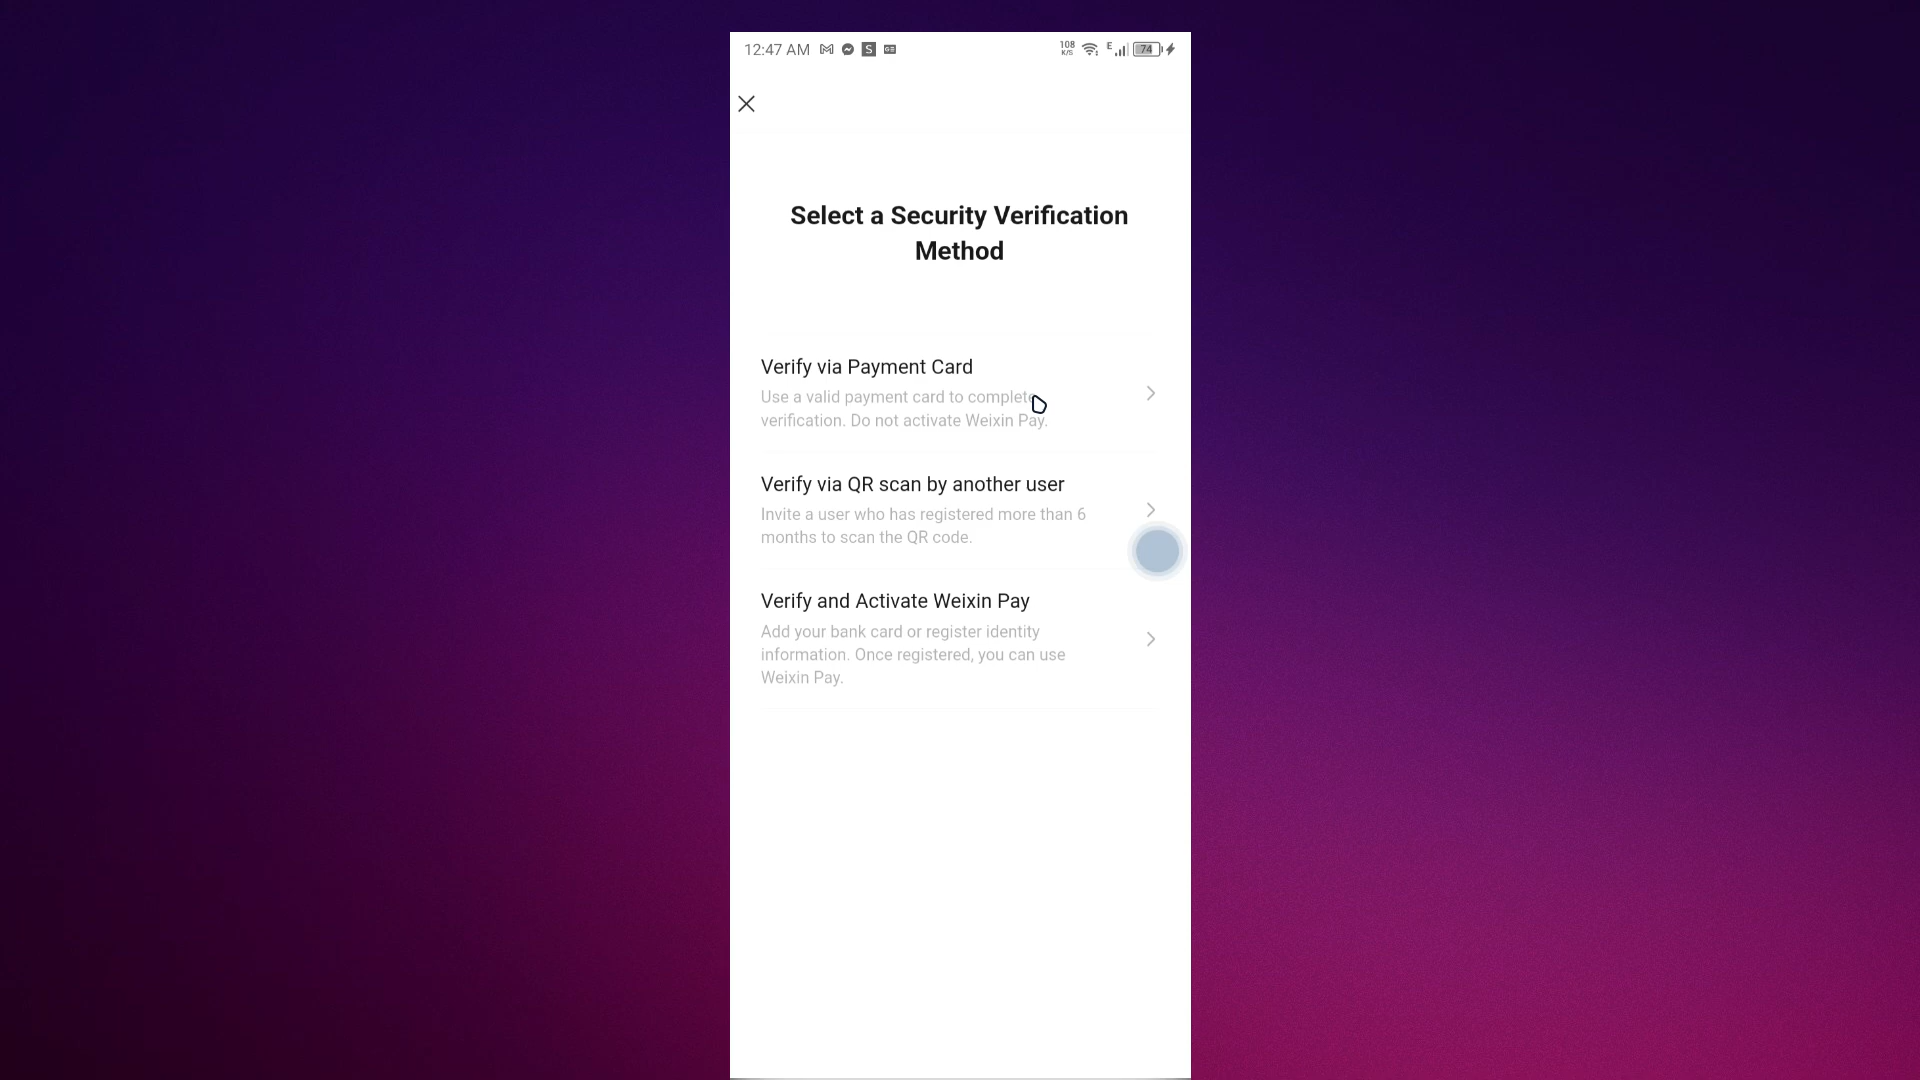 12:47 AM S GE 108 K/S E 74
Select a Security Verification
Method
Verify via Payment Card
Use a valid payment card to complete
verification. Do not activate Weixin Pay.
Verify via QR scan by another user
Invite a user who has registered more than 6
months to scan the QR code.
Verify and Activate Weixin Pay
Add your bank card or register identity
information. Once registered, you can use
Weixin Pay.